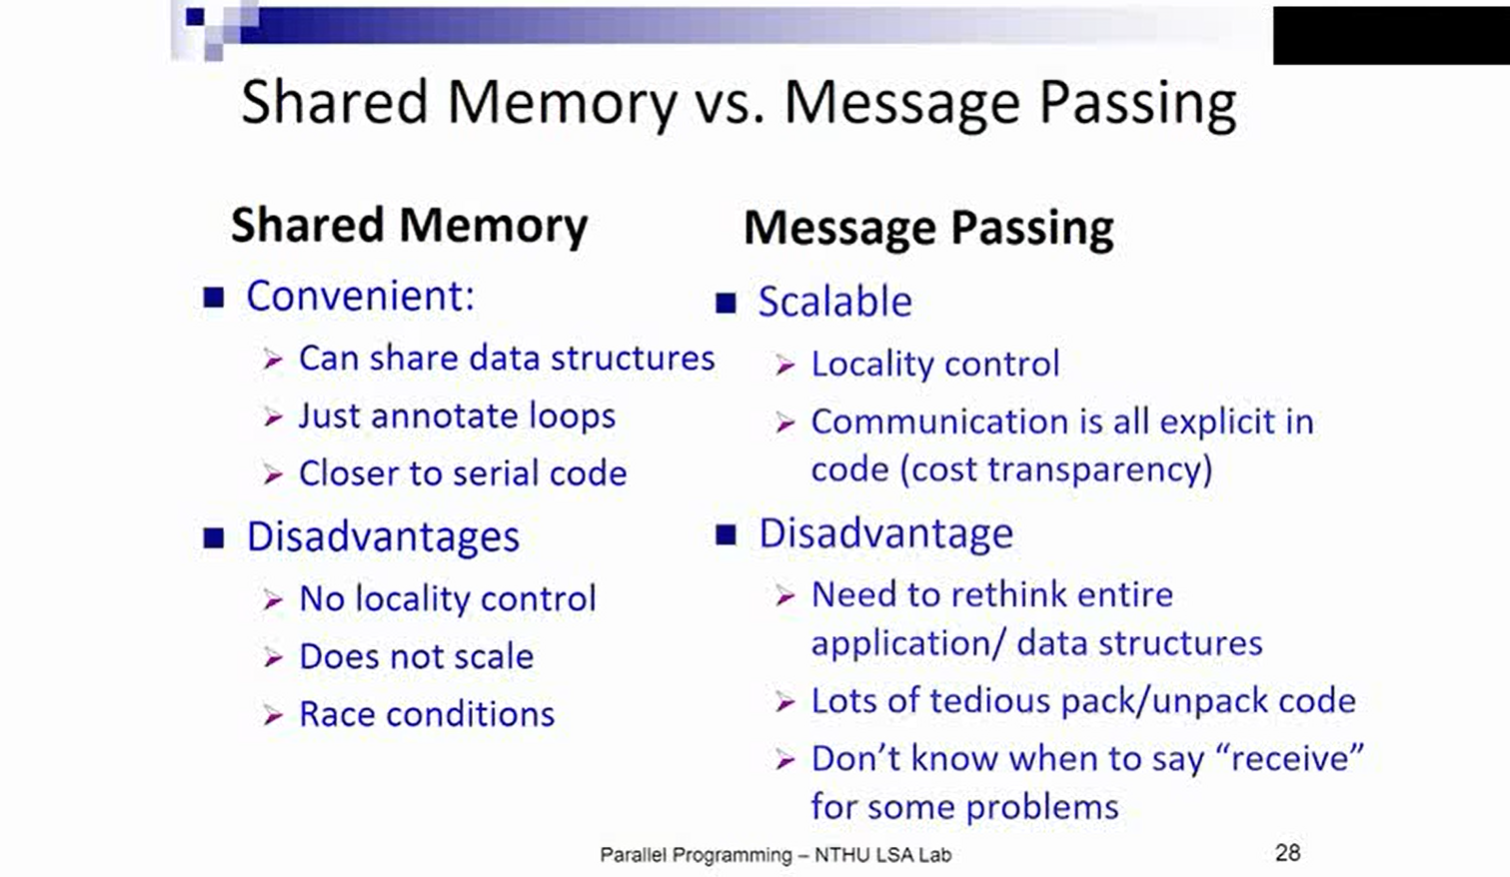 Shared Memory vs. Message Passing
Shared Memory
Convenient:
Can share data structures
Just annotate loops
Closer to serial code
Disadvantages
No locality control
Does not scale
Race conditions
Message Passing
Scalable
Locality control
Communication is all explicit in
code (cost transparency)
Disadvantage
Need to rethink entire
application/ data structures
Lots of tedious pack/unpack code
Don’t know when to say “receive”
for some problems
Parallel Programming – NTHU LSA Lab
28